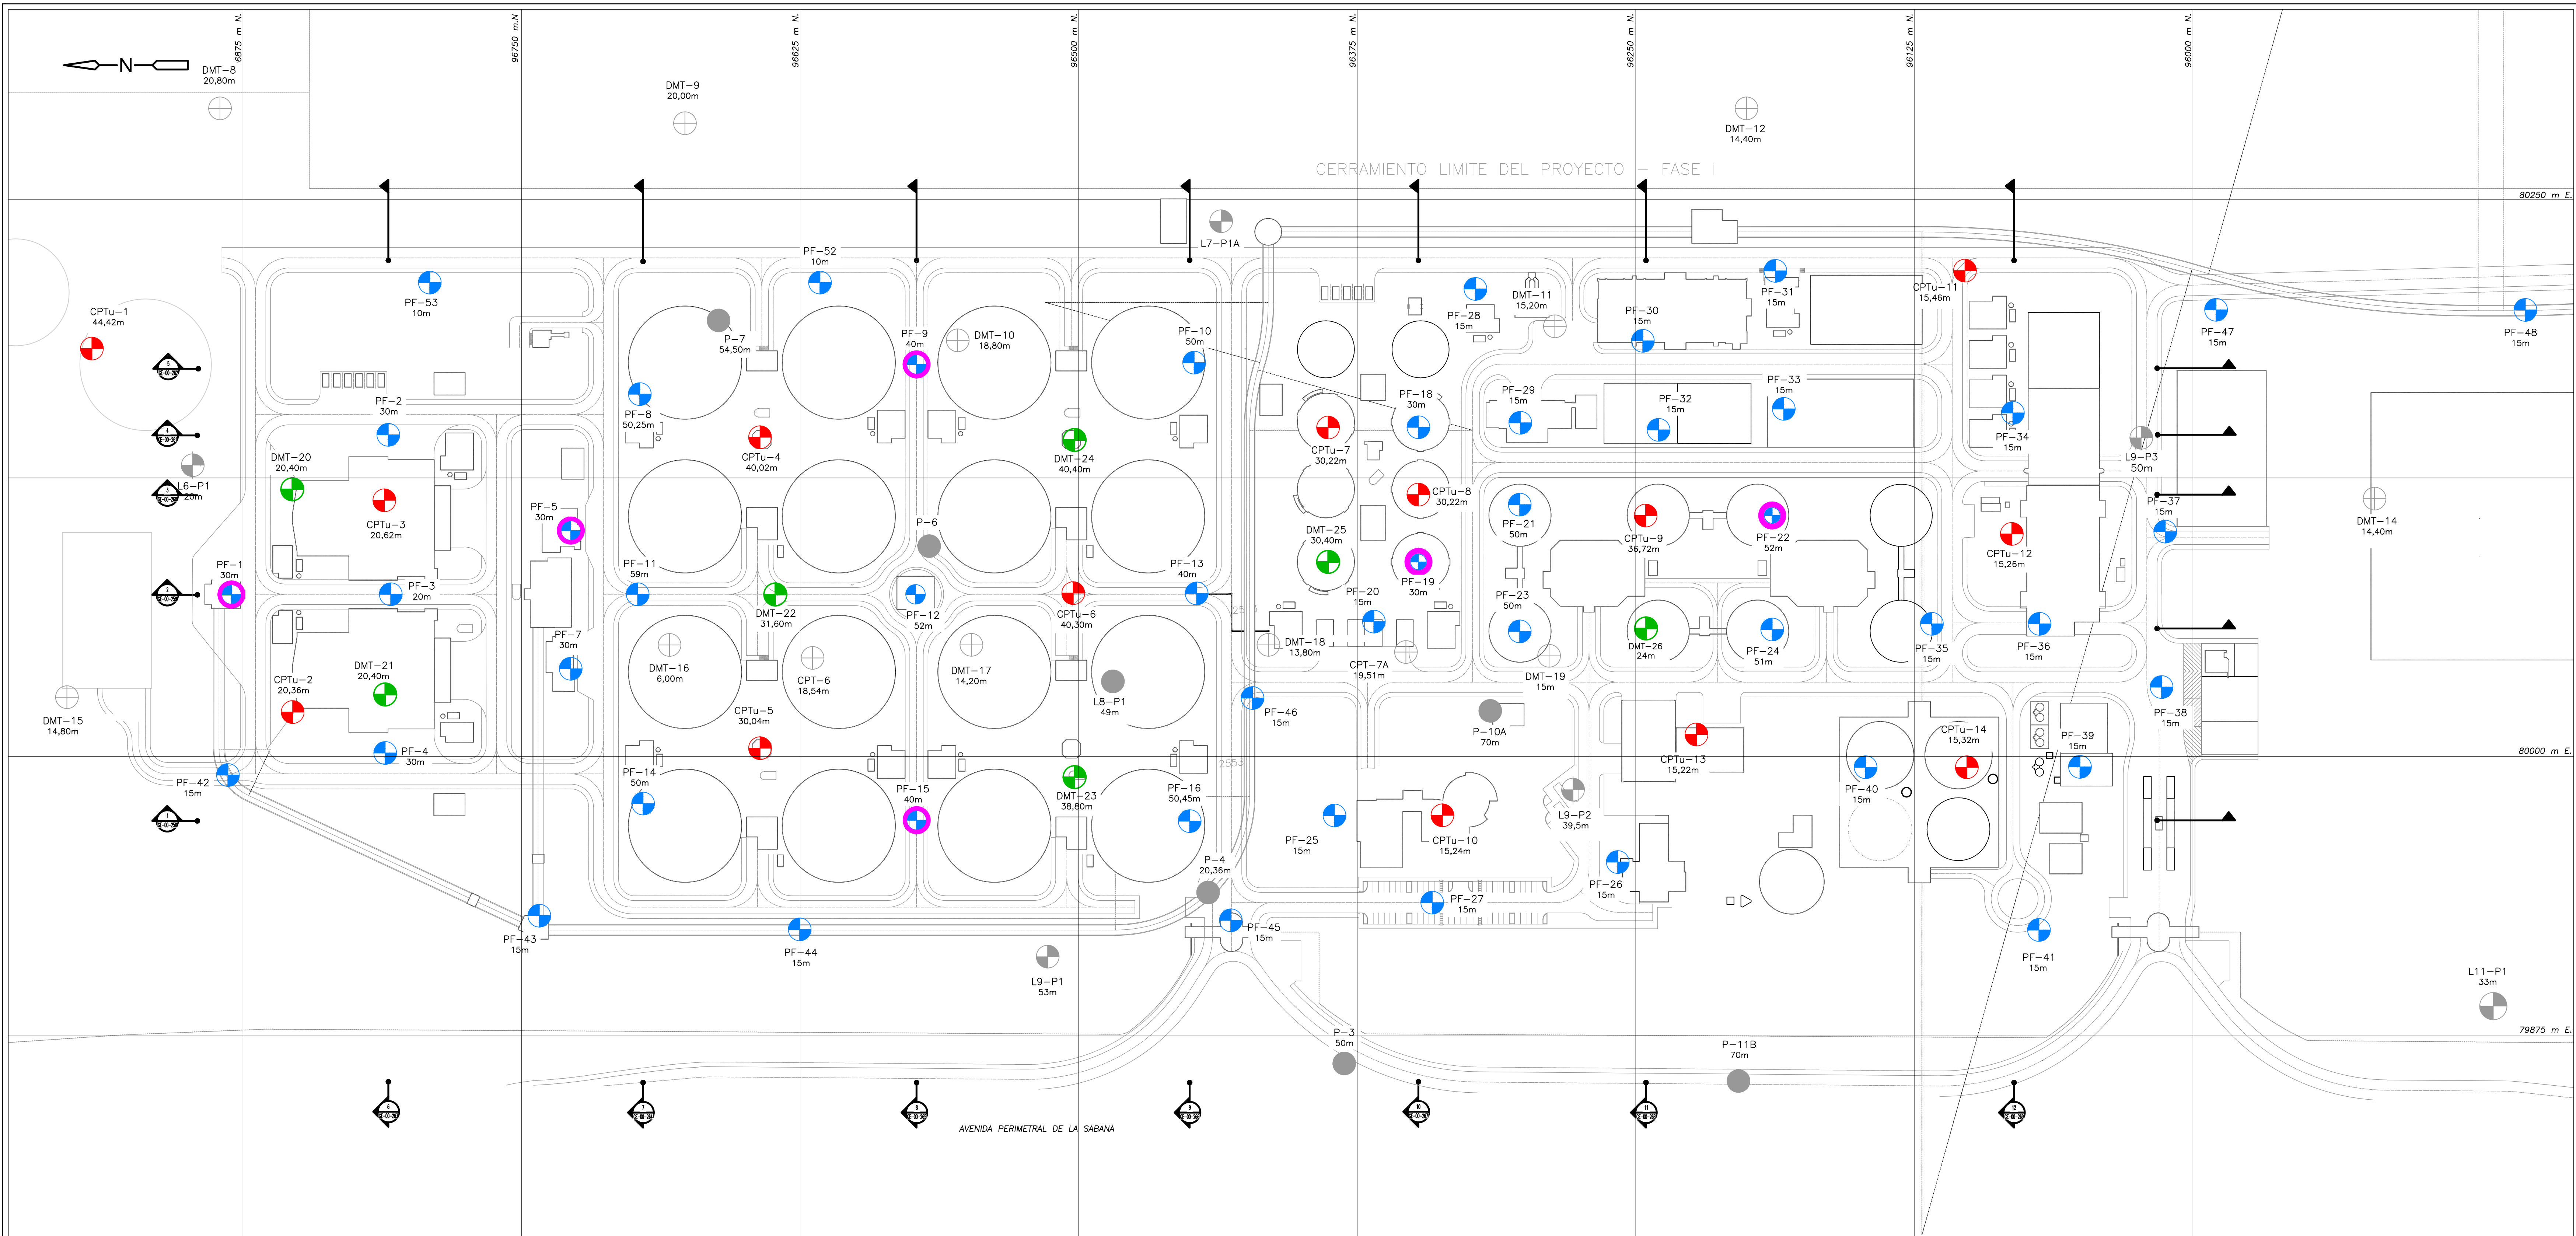 96750 m.N
96625 m N.
96500 m N.
96375 m N.
96250 m N.
96125 m N.
96000 m N.
N
DMT-8
20,80m
DMT-9
20,00m
DMT-12
14,40m
CERRAMIENTO LIMITE DEL PROYECTO - FASE I
80250 m E.
L7-P1A
PF-52
10m
PF-53
10m
CPTu-1
44,42m
P-7
54,50m
PF-9
40m
DMT-10
18,80m
PF-10
50m
PF-28
15m
DMT-11
15,20m
PF-30
15m
PF-31
15m
CPTu-11
15,46m
PF-47
15m
PF-48
15m
PF-2
30m
PF-8
50,25m
CPTu-4
40,02m
DMT-24
40,40m
CPTu-7
30,22m
PF-18
30m
PF-29
15m
PF-32
15m
PF-33
15m
PF-34
15m
L9-P3
50m
DMT-20
20,40m
L6-P1
20m
CPTu-3
20,62m
PF-5
30m
P-6
CPTu-8
30,22m
PF-21
50m
CPTu-9
36,72m
PF-22
52m
CPTu-12
15,26m
PF-37
15m
DMT-14
14,40m
PF-1
30m
PF-3
20m
PF-11
59m
DMT-22
31,60m
PF-12
52m
CPTu-6
40,30m
PF-13
40m
DMT-25
30,40m
PF-19
30m
PF-20
15m
PF-23
50m
DMT-26
24m
PF-24
51m
PF-35
15m
PF-36
15m
PF-7
30m
DMT-16
6,00m
CPT-6
18,54m
DMT-17
14,20m
DMT-18
13,80m
CPT-7A
19,51m
DMT-19
15m
DMT-15
14,80m
CPTu-2
20,36m
DMT-21
20,40m
CPTu-5
30,04m
L8-P1
49m
PF-46
15m
P-10A
70m
PF-38
15m
PF-42
15m
PF-4
30m
PF-14
50m
PF-15
40m
DMT-23
38,80m
PF-16
50,45m
2553
CPTu-13
15,22m
CPTu-14
15,32m
PF-39
15m
80000 m E.
PF-40
15m
PF-25
15m
CPTu-10
15,24m
L9-P2
39,5m
P-4
20,36m
PF-26
15m
PF-27
15m
PF-43
15m
PF-44
15m
PF-45
15m
PF-41
15m
L9-P1
53m
L11-P1
33m
P-3
50m
P-11B
70m
79875 m E.
5
4
3
2
1
6
7
8
9
10
11
12
AVENIDA PERIMETRAL DE LA SABANA